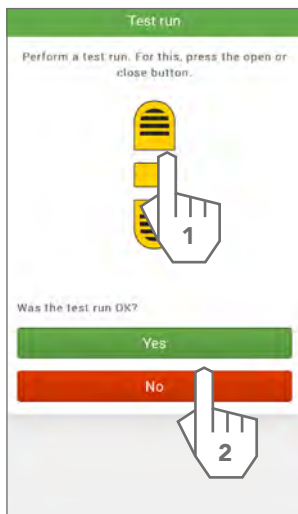 Test run
Perform a test run. For this, press the open or
close button.
1
Was the test run OK?
Yes
No
2